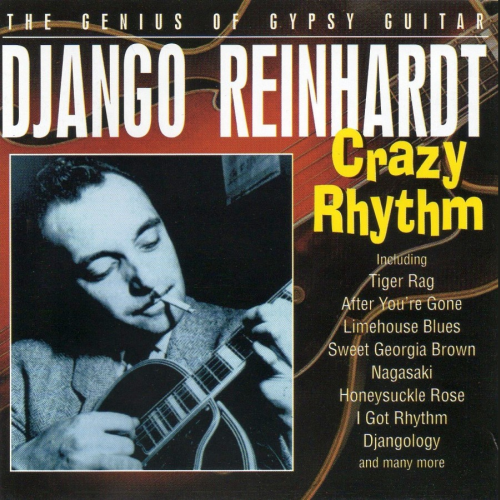 THE GENIUS OF GYPSY GUITAR
DJANGO REINHARDT
Crazy
Rhythm
Including
Tiger Rag
After You're Gone
Limehouse Blues
Sweet Georgia Brown
Nagasaki
Honeysuckle Rose
I Got Rhythm
Djangology
and many more